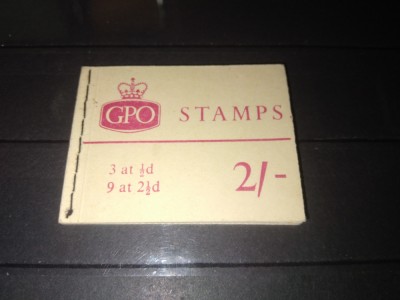 GPO STAMPS
3 at ½d
9 at 2½d 2/-